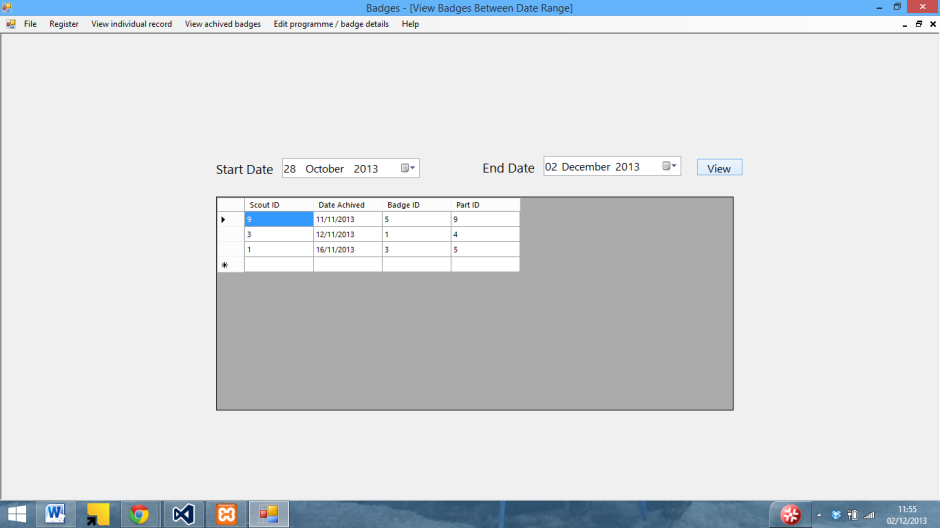 Badges - [View Badges Between Date Range]
File Register View individual record View achived badges Edit programme / badge details Help
Start Date 28 October 2013 End Date 02 December 2013 View
Scout ID Date Achived Badge ID Part ID
9 11/11/2013 5 9
3 12/11/2013 1 4
1 16/11/2013 3 5
11:55
02/12/2013